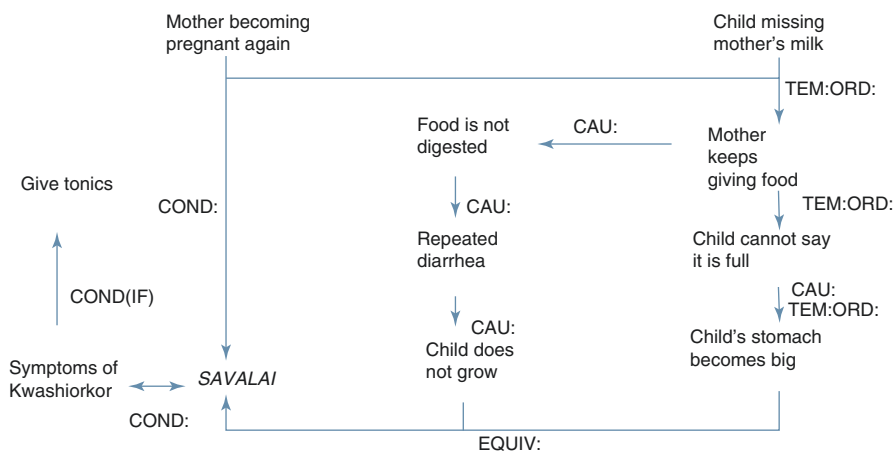 Mother becoming
pregnant again
Child missing
mother's milk
TEM:ORD:
Food is not
digested
CAU:
Mother
keeps
giving food
Give tonics
COND:
CAU:
TEM:ORD:
Repeated
diarrhea
Child cannot say
it is full
COND(IF)
CAU:
TEM:ORD:
CAU:
Child does
not grow
Child's stomach
becomes big
Symptoms of
Kwashiorkor
SAVALAI
COND:
EQUIV: